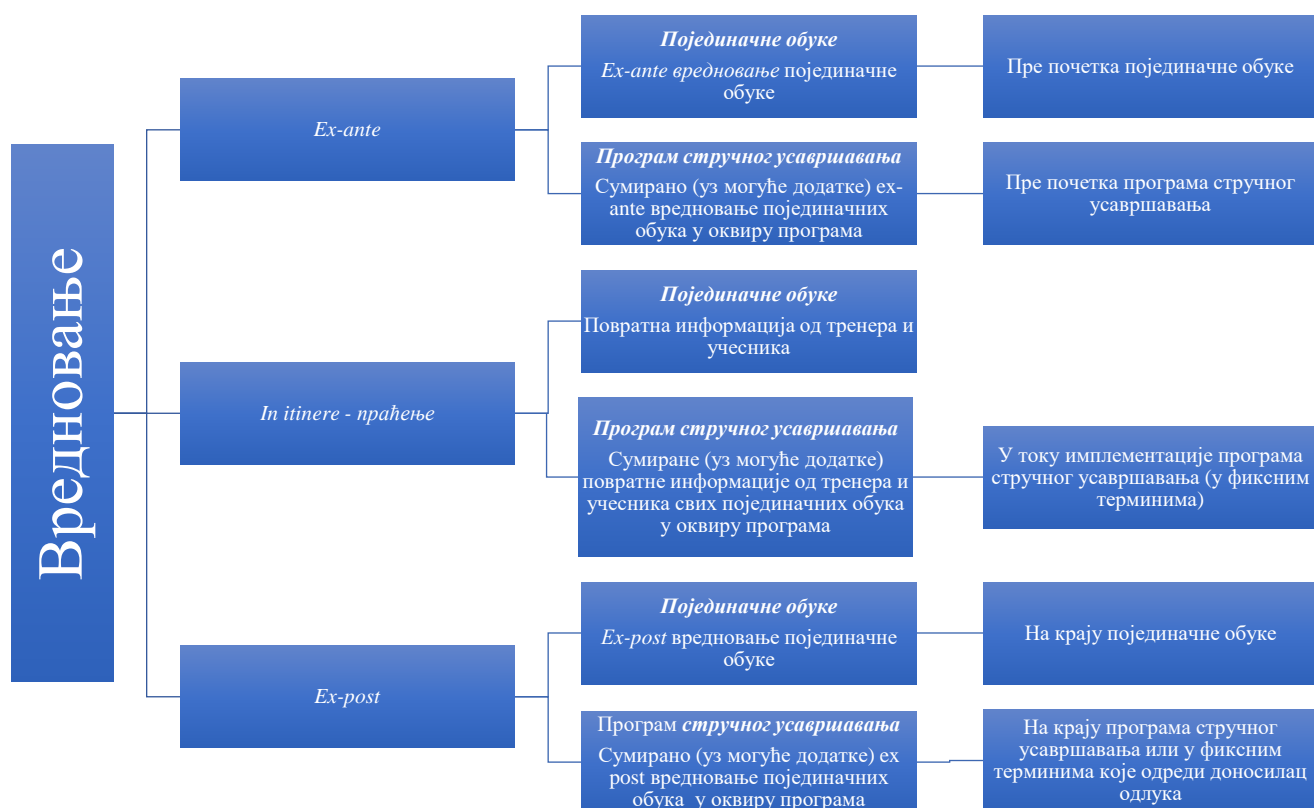 Вредновање
Ex-ante
Појединачне обуке
Ex-ante вредновање појединачне
обуке
Пре почетка појединачне обуке
Програм стручног усавршавања
Сумирано (уз могуће додатке) ex-
ante вредновање појединачних
обука у оквиру програма
Пре почетка програма стручног
усавршавања
In itinere - праћење
Појединачне обуке
Повратна информација од тренера и
учесника
Програм стручног усавршавања
Сумиране (уз могуће додатке)
повратне информације од тренера и
учесника свих појединачних обука
у оквиру програма
У току имплементације програма
стручног усавршавања (у фиксним
терминима)
Ex-post
Појединачне обуке
Ex-post вредновање појединачне
обуке
На крају појединачне обуке
Програм стручног усавршавања
Сумирано (уз могуће додатке) ex
post вредновање појединачних
обука у оквиру програма
На крају програма стручног
усавршавања или у фиксним
терминима које одреди доносилац
одлука